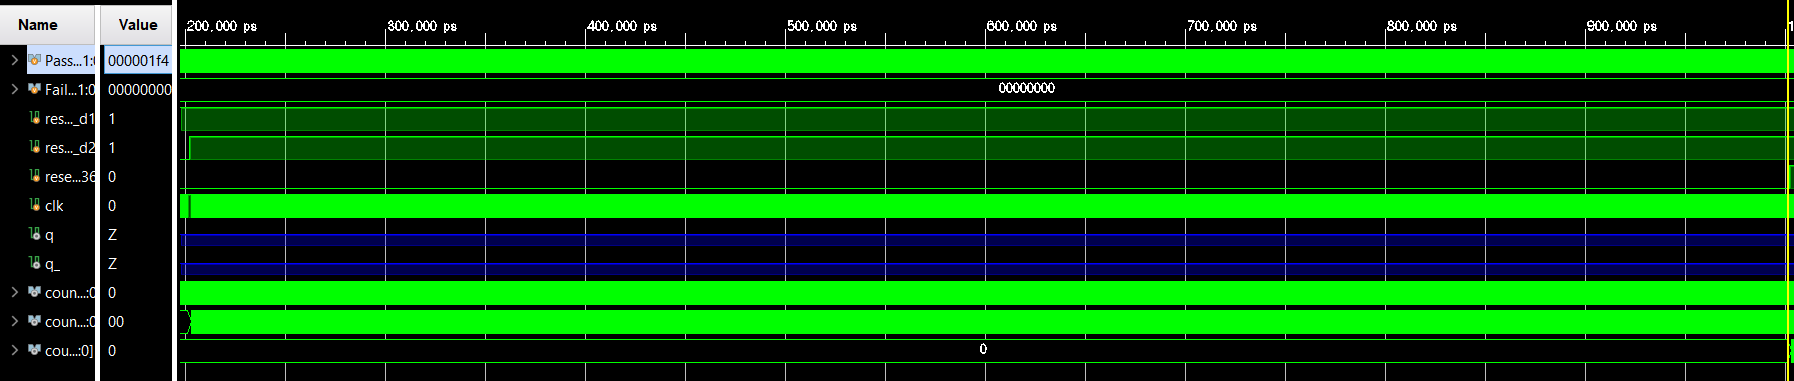 Name Value 200,000 ps 300,000 ps 400,000 ps 500,000 ps 600,000 ps 700,000 ps 800,000 ps 900,000 ps
Pass...1:0 000001f4
Fail...1:0 00000000 00000000
res..._d1 1
res..._d2 1
rese...36 0
clk 0
q Z
q_ Z
coun...:0 0
coun...:0 00
cou...:0] 0 0